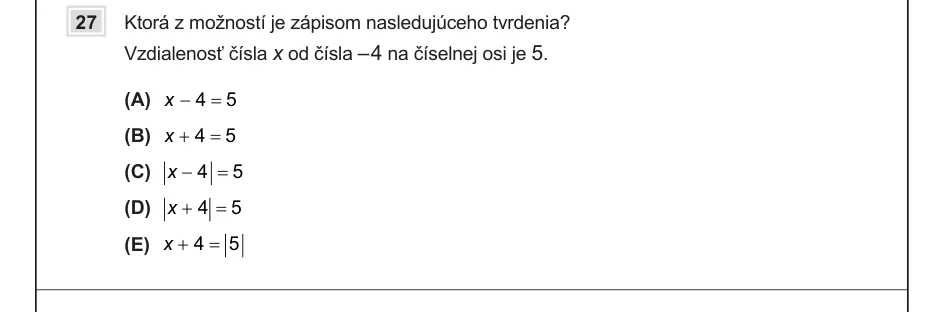 27 Ktorá z možností je zápisom nasledujúceho tvrdenia?
Vzdialenosť čísla x od čísla −4 na číselnej osi je 5.
(A) x − 4 = 5
(B) x + 4 = 5
(C) |x − 4| = 5
(D) |x + 4| = 5
(E) x + 4 = |5|